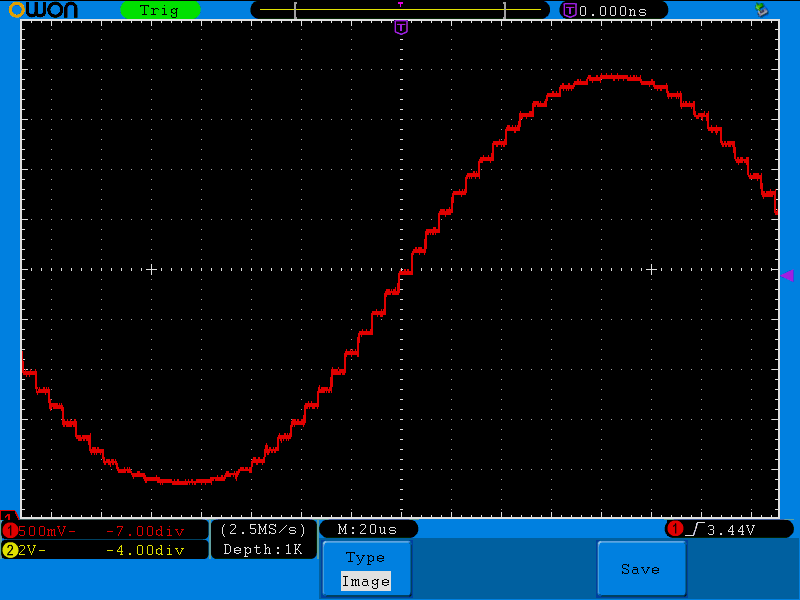 OWON Trig T 0.000ns
T
1
1 500mV- -7.00div (2.5MS/s) M:20us 1 3.44V
2 2V- -4.00div Depth:1K
Type
Image
Save